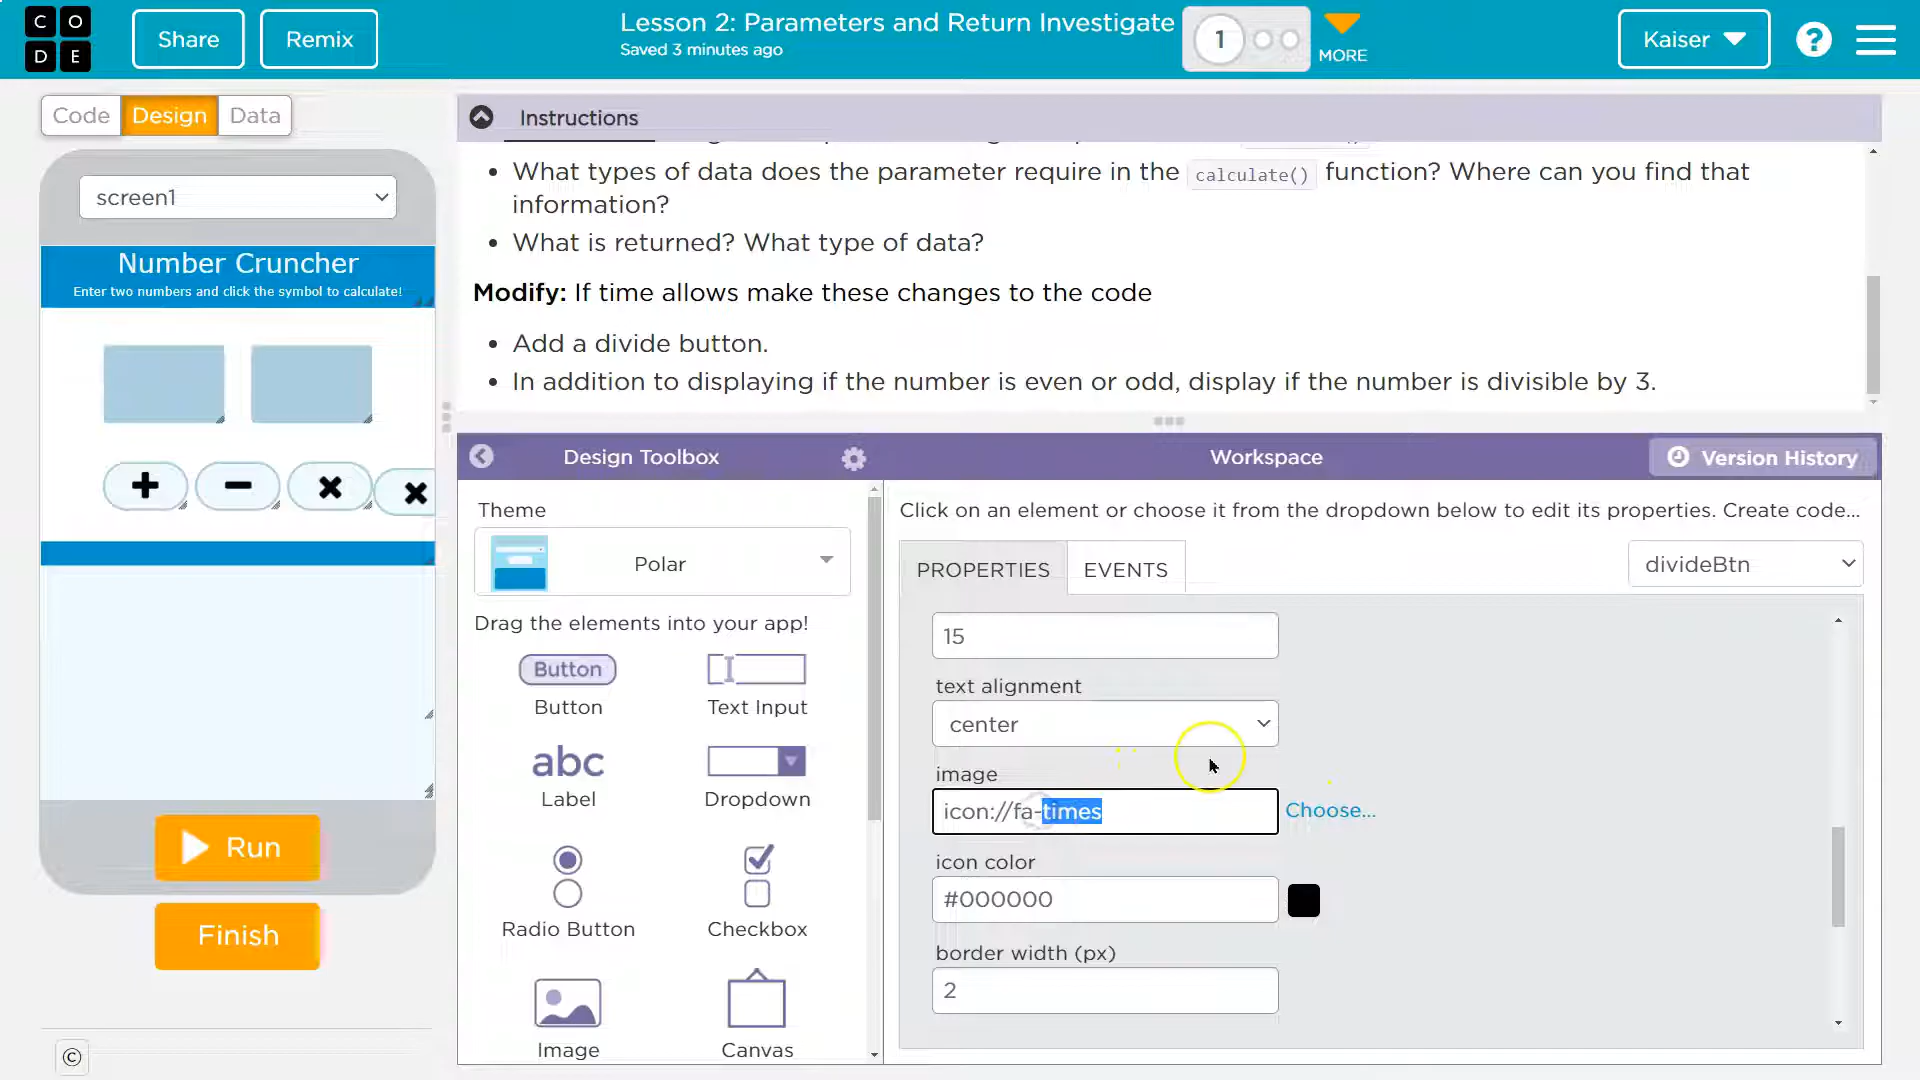 CODE
Share
Remix
Lesson 2: Parameters and Return Investigate
Saved 3 minutes ago
1
MORE
Kaiser
?
Code
Design
Data
screen1
Number Cruncher
Enter two numbers and click the symbol to calculate!
Run
Finish
©
Instructions
What types of data does the parameter require in the calculate() function? Where can you find that
information?
What is returned? What type of data?
Modify: If time allows make these changes to the code
Add a divide button.
In addition to displaying if the number is even or odd, display if the number is divisible by 3.
Design Toolbox
Workspace
Version History
Theme
Polar
Drag the elements into your app!
Button
Button
Text Input
abc
Label
Dropdown
Radio Button
Checkbox
Image
Canvas
Click on an element or choose it from the dropdown below to edit its properties. Create code...
PROPERTIES
EVENTS
divideBtn
15
text alignment
center
image
icon://fa-times
Choose...
icon color
#000000
border width (px)
2